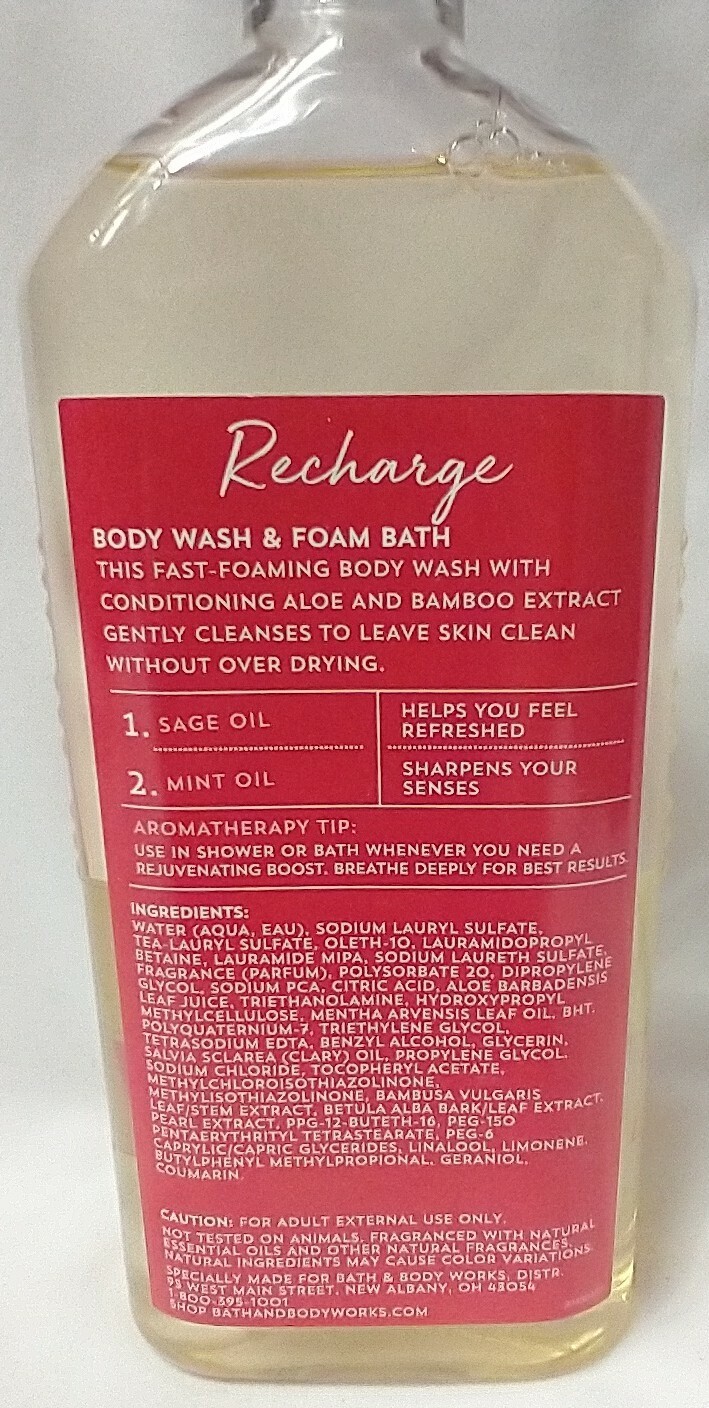 Recharge
BODY WASH & FOAM BATH
THIS FAST-FOAMING BODY WASH WITH
CONDITIONING ALOE AND BAMBOO EXTRACT
GENTLY CLEANSES TO LEAVE SKIN CLEAN
WITHOUT OVER DRYING.
1. SAGE OIL
HELPS YOU FEEL
REFRESHED
2. MINT OIL
SHARPENS YOUR
SENSES
AROMATHERAPY TIP:
USE IN SHOWER OR BATH WHENEVER YOU NEED A
REJUVENATING BOOST. BREATHE DEEPLY FOR BEST RESULTS.
INGREDIENTS:
WATER (AQUA, EAU), SODIUM LAURYL SULFATE,
TEA-LAURYL SULFATE, OLETH-10, LAURAMIDOPROPYL
BETAINE, LAURAMIDE MIPA, SODIUM LAURETH SULFATE,
FRAGRANCE (PARFUM), POLYSORBATE 20, DIPROPYLENE
GLYCOL, SODIUM PCA, CITRIC ACID, ALOE BARBADENSIS
LEAF JUICE, TRIETHANOLAMINE, HYDROXYPROPYL
METHYLCELLULOSE, MENTHA ARVENSIS LEAF OIL, BHT,
POLYQUATERNIUM-7, TRIETHYLENE GLYCOL,
TETRASODIUM EDTA, BENZYL ALCOHOL, GLYCERIN,
SALVIA SCLAREA (CLARY) OIL, PROPYLENE GLYCOL,
SODIUM CHLORIDE, TOCOPHERYL ACETATE,
METHYLCHLOROISOTHIAZOLINONE,
METHYLISOTHIAZOLINONE, BAMBUSA VULGARIS
LEAF/STEM EXTRACT, BETULA ALBA BARK/LEAF EXTRACT,
PEARL EXTRACT, PPG-12-BUTETH-16, PEG-150
PENTAERYTHRITYL TETRASTEARATE, PEG-6
CAPRYLIC/CAPRIC GLYCERIDES, LINALOOL, LIMONENE,
BUTYLPHENYL METHYLPROPIONAL, GERANIOL,
COUMARIN.
CAUTION: FOR ADULT EXTERNAL USE ONLY.
NOT TESTED ON ANIMALS. FRAGRANCED WITH NATURAL
ESSENTIAL OILS AND OTHER NATURAL FRAGRANCES.
NATURAL INGREDIENTS MAY CAUSE COLOR VARIATIONS.
SPECIALLY MADE FOR BATH & BODY WORKS, DISTR.
95 WEST MAIN STREET, NEW ALBANY, OH 43054
1-800-395-1001
SHOP BATHANDBODYWORKS.COM